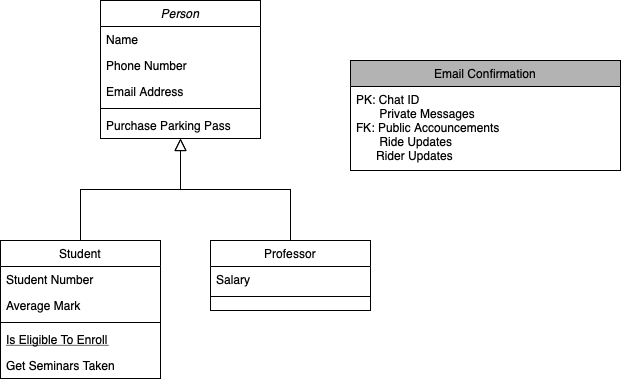 Person
Name
Phone Number
Email Address
Purchase Parking Pass
Email Confirmation
PK: Chat ID
Private Messages
FK: Public Accouncements
Ride Updates
Rider Updates
Student
Student Number
Average Mark
Is Eligible To Enroll
Get Seminars Taken
Professor
Salary